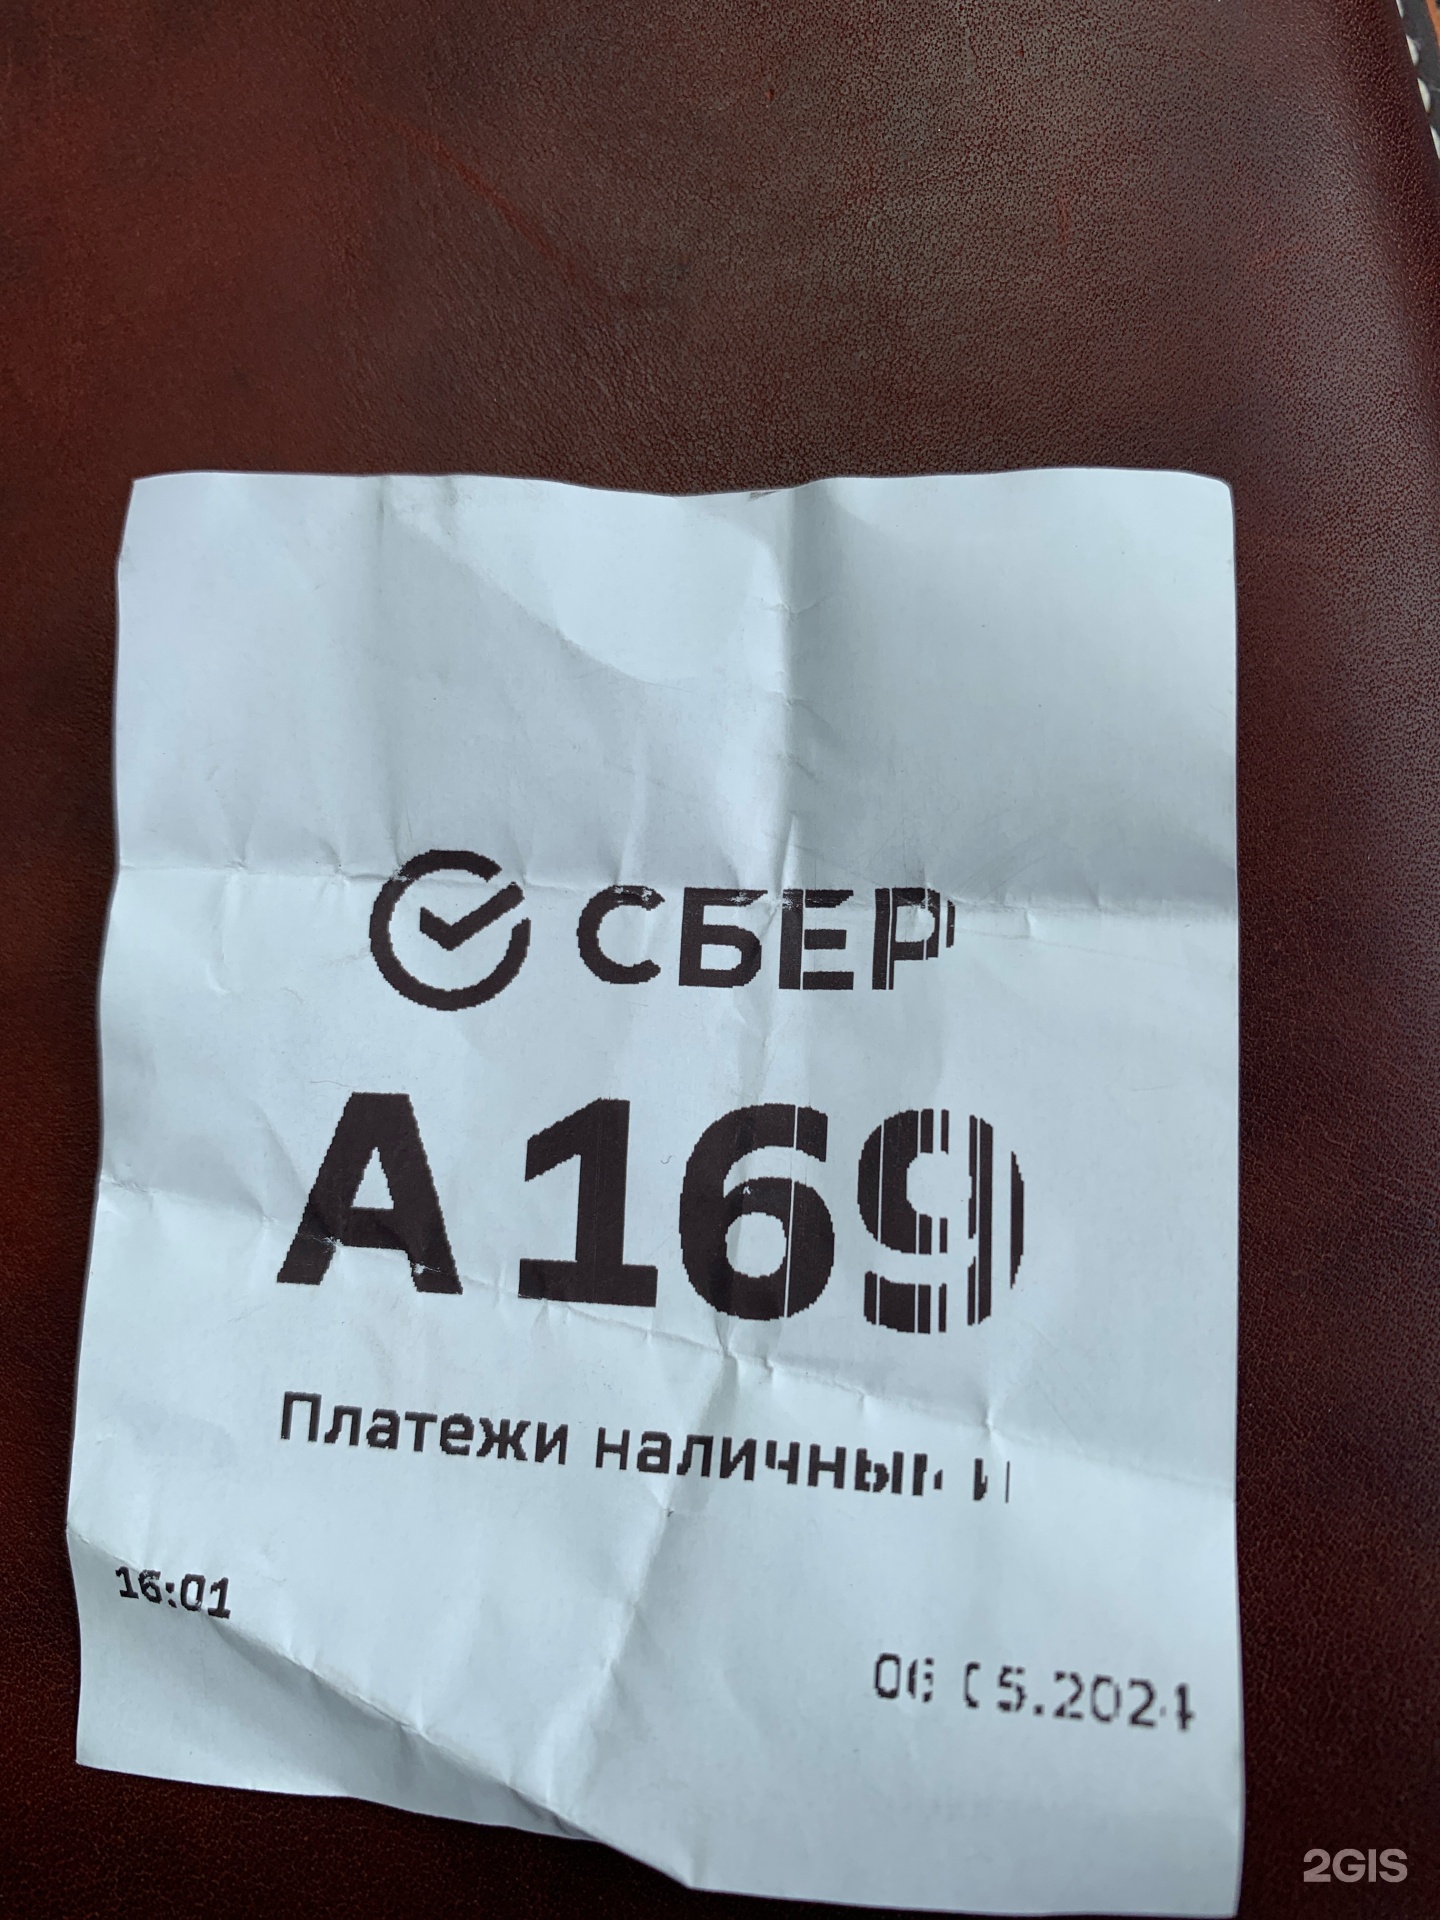 СБЕР
А169
Платежи наличными
16:01
06.05.2024
2GIS